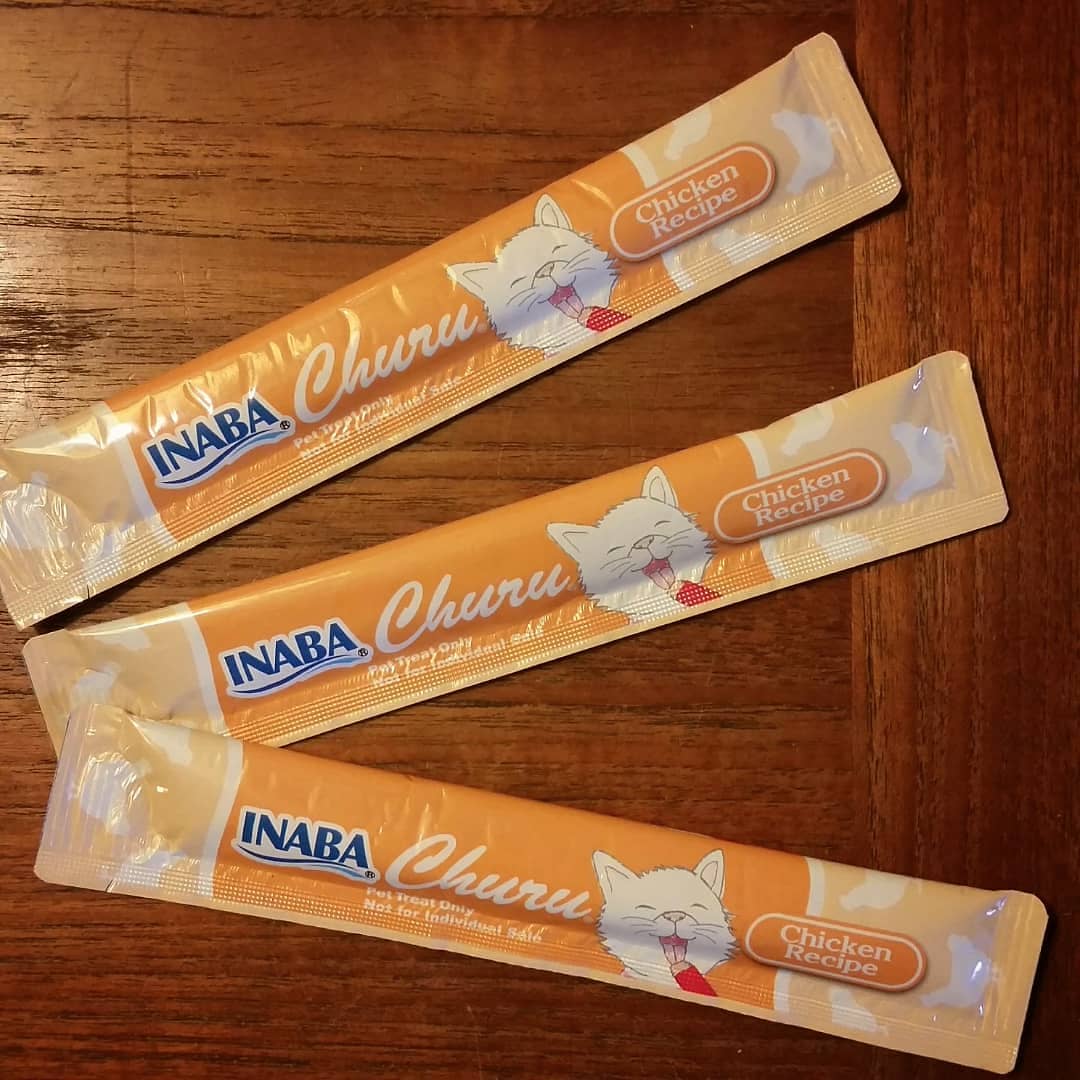 INABA® Churu
Pet Treat Only
Not for Individual Sale
Chicken
Recipe
INABA® Churu
Pet Treat Only
Not for Individual Sale
Chicken
Recipe
INABA® Churu
Pet Treat Only
Not for Individual Sale
Chicken
Recipe